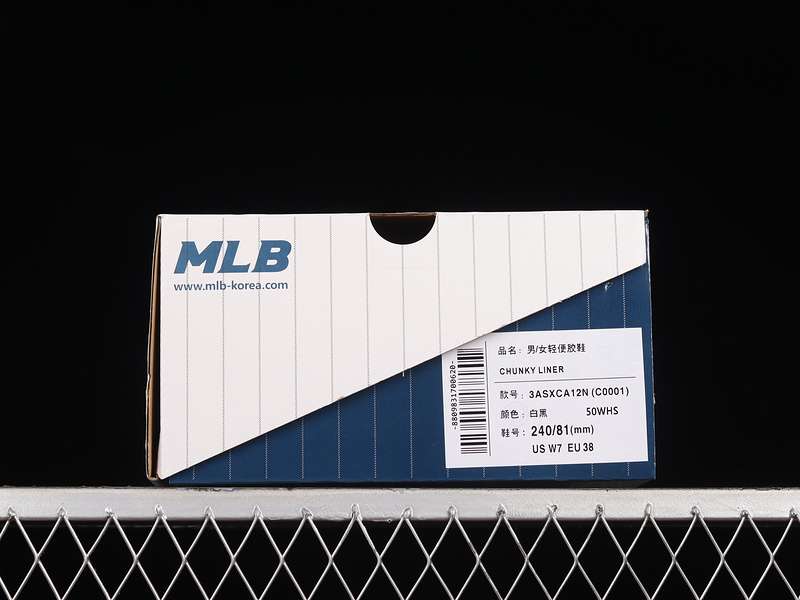 MLB
www.mlb-korea.com
-8809831700620-
品名：男/女轻便胶鞋
CHUNKY LINER
款号：3ASXCA12N (C0001)
颜色：白黑 50WHS
鞋号：240/81(mm)
US W7 EU 38